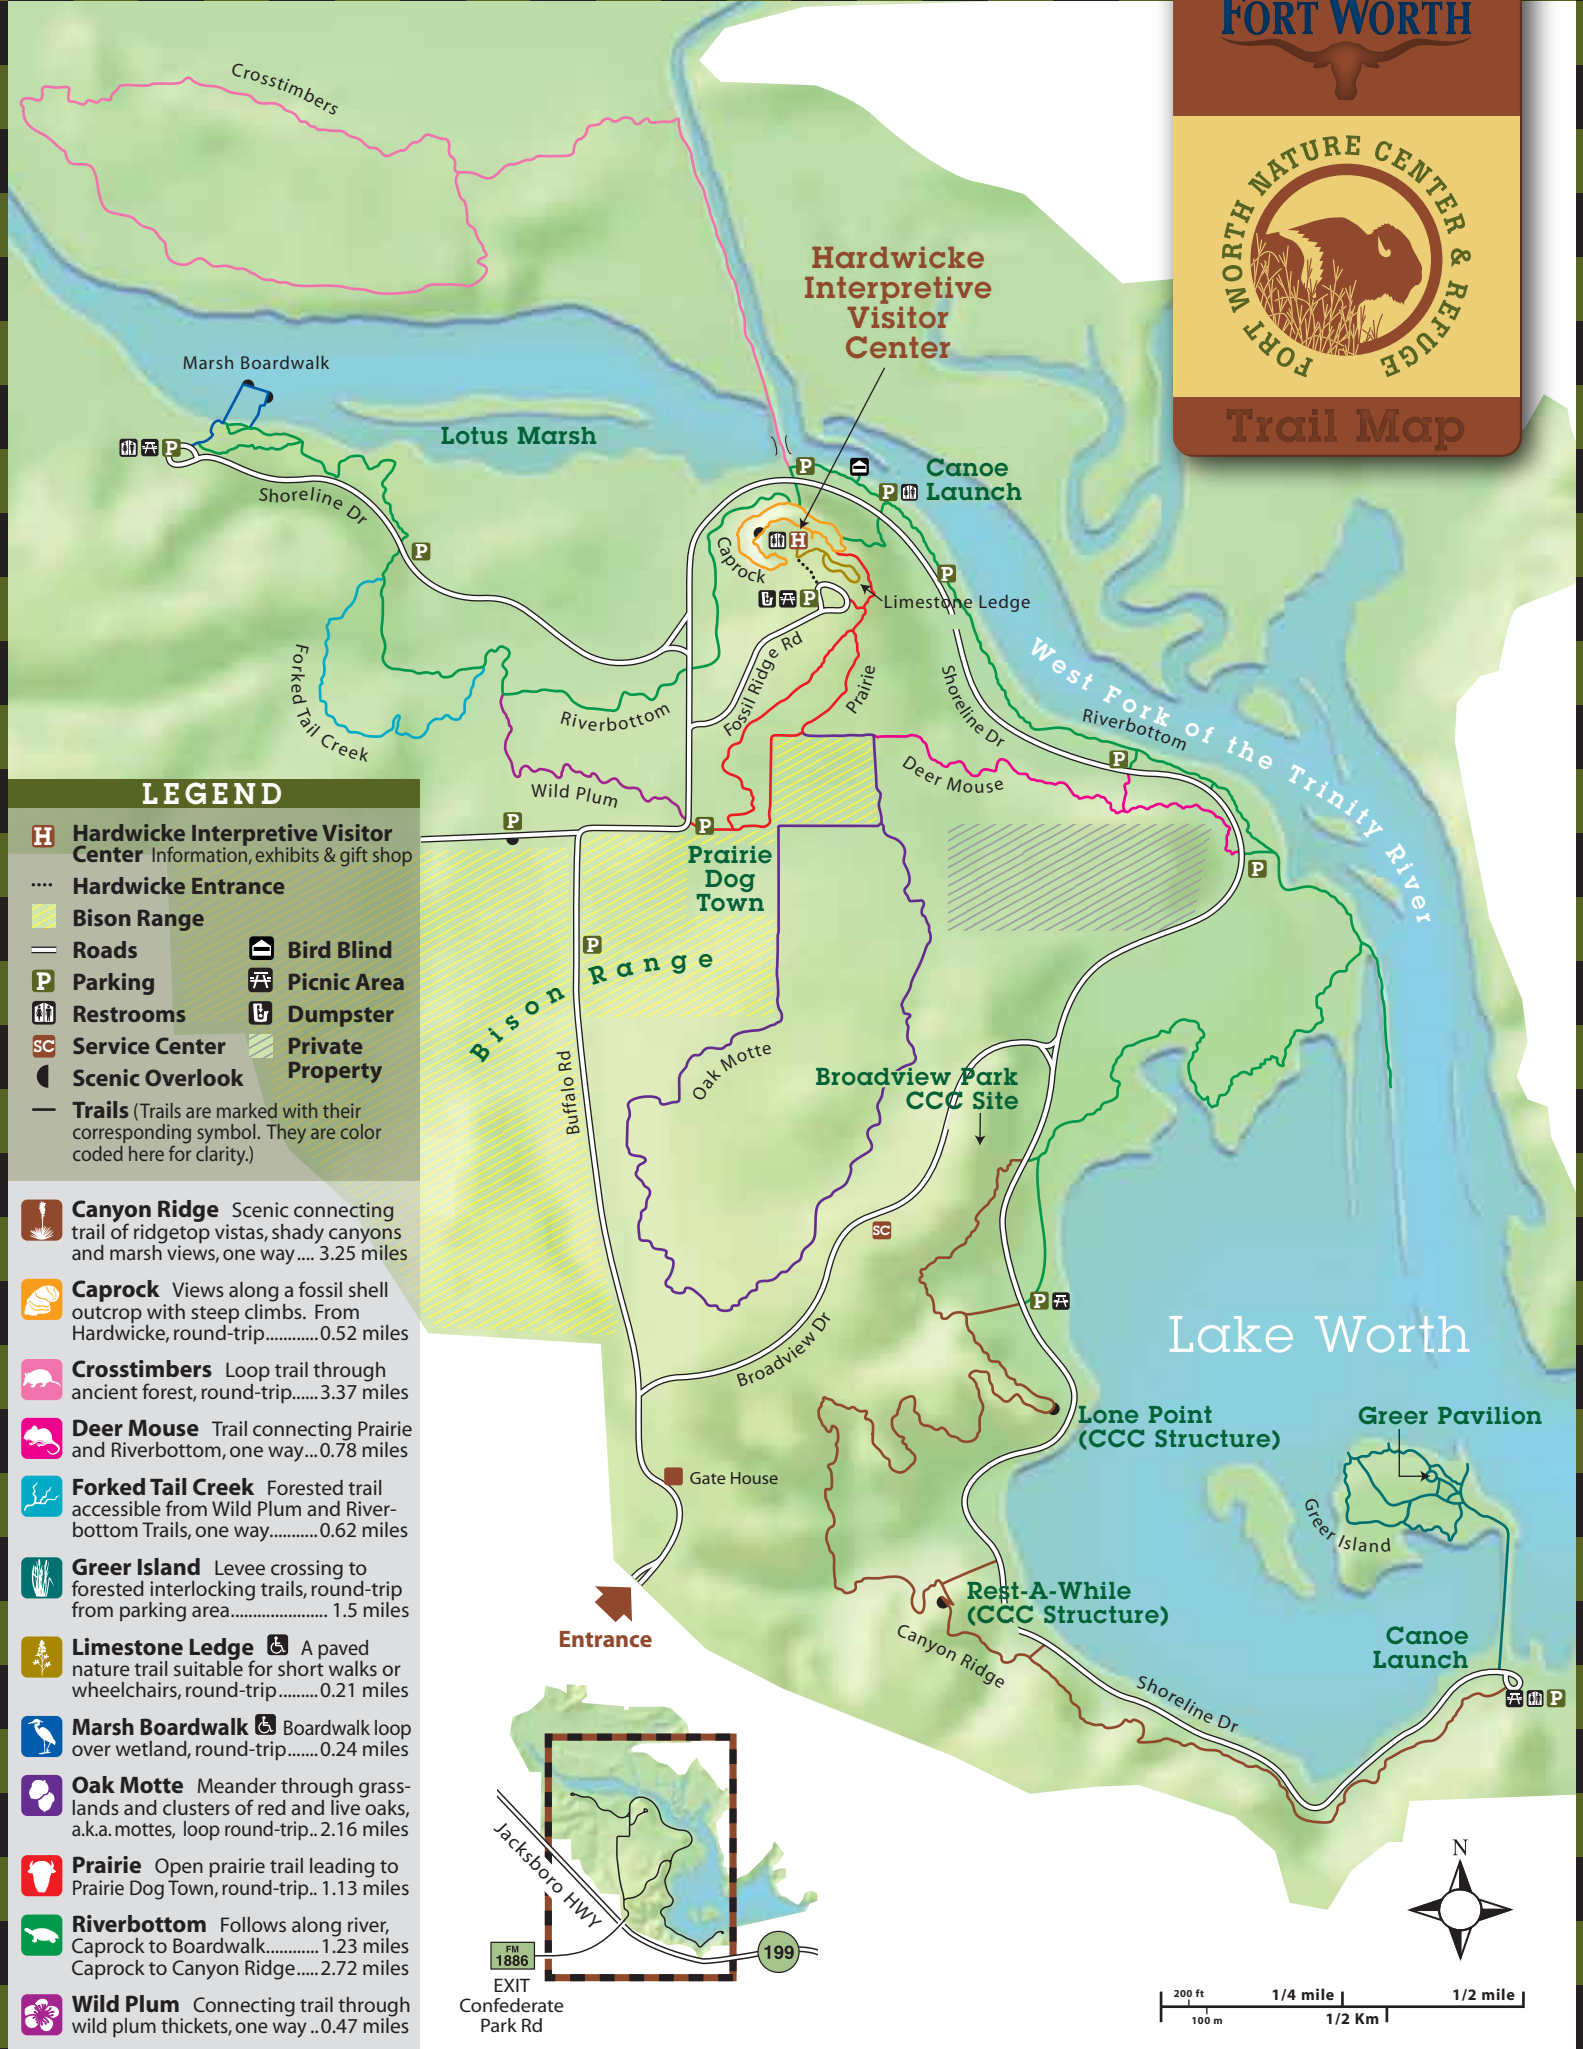 FORT WORTH
FORT WORTH NATURE CENTER & REFUGE
Trail Map
Crosstimbers
Hardwicke
Interpretive
Visitor
Center
Marsh Boardwalk
Lotus Marsh
P
P
Canoe
Launch
P
Shoreline Dr
P
H
P
Caprock
P
Limestone Ledge
Forked Tail Creek
Fossil Ridge Rd
Prairie
Shoreline Dr
West Fork of the Trinity River
Riverbottom
Riverbottom
P
Deer Mouse
Wild Plum
P
P
Prairie
Dog
Town
P
P
Bison Range
Buffalo Rd
Oak Motte
Broadview Park
CCC Site
SC
P
Broadview Dr
Lake Worth
Lone Point
(CCC Structure)
Greer Pavilion
Greer Island
Gate House
Rest-A-While
(CCC Structure)
Entrance
Canyon Ridge
Canoe
Launch
P
Shoreline Dr
LEGEND
H Hardwicke Interpretive Visitor
Center Information, exhibits & gift shop
Hardwicke Entrance
Bison Range
Roads
Bird Blind
P Parking
Picnic Area
Restrooms
Dumpster
SC Service Center
Private
Property
Scenic Overlook
Trails (Trails are marked with their
corresponding symbol. They are color
coded here for clarity.)
Canyon Ridge Scenic connecting
trail of ridgetop vistas, shady canyons
and marsh views, one way .... 3.25 miles
Caprock Views along a fossil shell
outcrop with steep climbs. From
Hardwicke, round-trip............0.52 miles
Crosstimbers Loop trail through
ancient forest, round-trip......3.37 miles
Deer Mouse Trail connecting Prairie
and Riverbottom, one way...0.78 miles
Forked Tail Creek Forested trail
accessible from Wild Plum and River-
bottom Trails, one way...........0.62 miles
Greer Island Levee crossing to
forested interlocking trails, round-trip
from parking area...................... 1.5 miles
Limestone Ledge A paved
nature trail suitable for short walks or
wheelchairs, round-trip.........0.21 miles
Marsh Boardwalk Boardwalk loop
over wetland, round-trip.......0.24 miles
Oak Motte Meander through grass-
lands and clusters of red and live oaks,
a.k.a. mottes, loop round-trip..2.16 miles
Prairie Open prairie trail leading to
Prairie Dog Town, round-trip.. 1.13 miles
Riverbottom Follows along river,
Caprock to Boardwalk............1.23 miles
Caprock to Canyon Ridge.....2.72 miles
Wild Plum Connecting trail through
wild plum thickets, one way ..0.47 miles
Jacksboro HWY
FM
1886
199
EXIT
Confederate
Park Rd
N
200 ft
1/4 mile
1/2 mile
100 m
1/2 Km